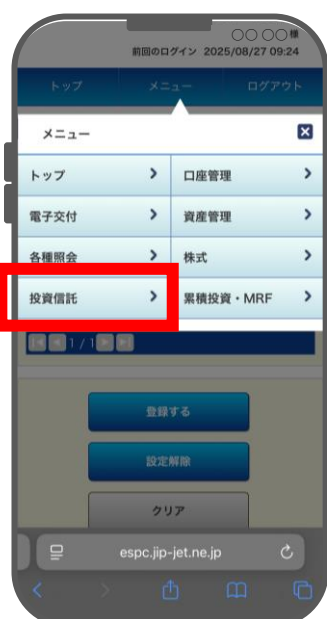 ○○ ○○様
前回のログイン 2025/08/27 09:24
トップ メニュー ログアウト
メニュー
トップ 口座管理
電子交付 資産管理
各種照会 株式
投資信託 累積投資・MRF
1 / 1
登録する
設定解除
クリア
espc.jip-jet.ne.jp